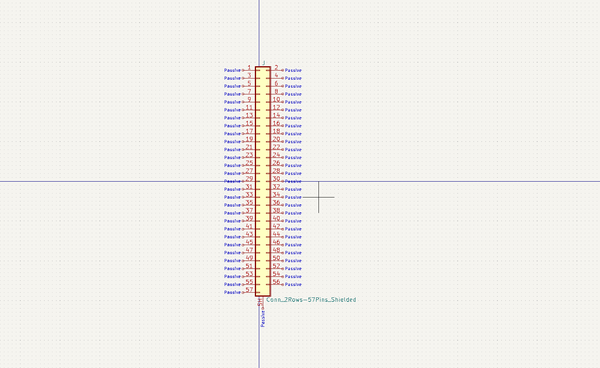 J
Passive 1 2 Passive
Passive 3 4 Passive
Passive 5 6 Passive
Passive 7 8 Passive
Passive 9 10 Passive
Passive 11 12 Passive
Passive 13 14 Passive
Passive 15 16 Passive
Passive 17 18 Passive
Passive 19 20 Passive
Passive 21 22 Passive
Passive 23 24 Passive
Passive 25 26 Passive
Passive 27 28 Passive
Passive 29 30 Passive
Passive 31 32 Passive
Passive 33 34 Passive
Passive 35 36 Passive
Passive 37 38 Passive
Passive 39 40 Passive
Passive 41 42 Passive
Passive 43 44 Passive
Passive 45 46 Passive
Passive 47 48 Passive
Passive 49 50 Passive
Passive 51 52 Passive
Passive 53 54 Passive
Passive 55 56 Passive
Passive 57
Conn_2Rows-57Pins_Shielded
Passive